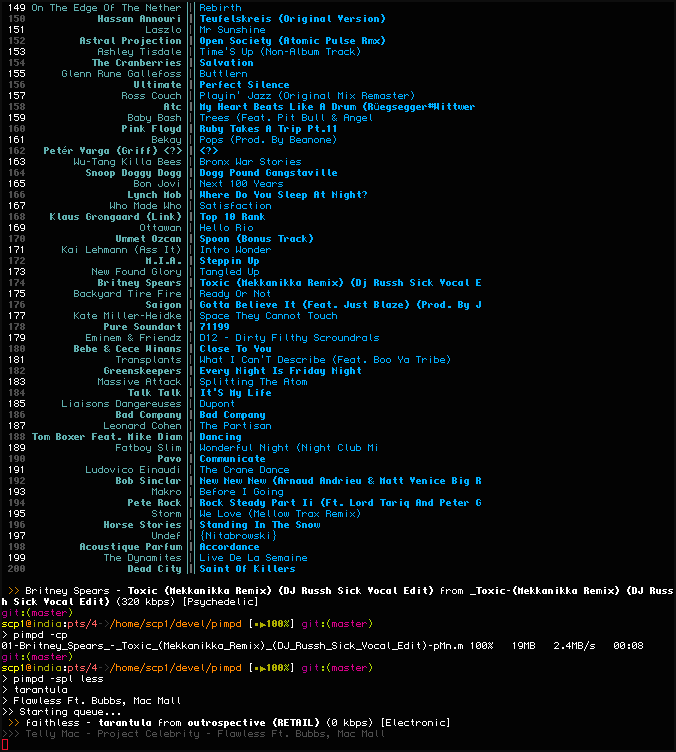 149 On The Edge Of The Nether || Rebirth
150 Hassan Annouri || Teufelskreis (Original Version)
151 Laszlo || Mr Sunshine
152 Astral Projection || Open Society (Atomic Pulse Rmx)
153 Ashley Tisdale || Time'S Up (Non-Album Track)
154 The Cranberries || Salvation
155 Glenn Rune Gallefoss || Buttlern
156 Ultimate || Perfect Silence
157 Ross Couch || Playin' Jazz (Original Mix Remaster)
158 Atc || My Heart Beats Like A Drum (Rüegsegger#Wittwer
159 Baby Bash || Trees (Feat. Pit Bull & Angel
160 Pink Floyd || Ruby Takes A Trip Pt.11
161 Bekay || Pops (Prod. By Beanone)
162 Petér Varga (Griff) <?> || <?>
163 Wu-Tang Killa Bees || Bronx War Stories
164 Snoop Doggy Dogg || Dogg Pound Gangstaville
165 Bon Jovi || Next 100 Years
166 Lynch Mob || Where Do You Sleep At Night?
167 Who Made Who || Satisfaction
168 Klaus Grøngaard (Link) || Top 10 Rank
169 Ottawan || Hello Rio
170 Ummet Ozcan || Spoon (Bonus Track)
171 Kai Lehmann (Ass It) || Intro Wonder
172 M.I.A. || Steppin Up
173 New Found Glory || Tangled Up
174 Britney Spears || Toxic (Mekkanikka Remix) (Dj Russh Sick Vocal E
175 Backyard Tire Fire || Ready Or Not
176 Saigon || Gotta Believe It (Feat. Just Blaze) (Prod. By J
177 Kate Miller-Heidke || Space They Cannot Touch
178 Pure Soundart || 71199
179 Eminem & Friendz || D12 - Dirty Filthy Scroundrals
180 Bebe & Cece Winans || Close To You
181 Transplants || What I Can'T Describe (Feat. Boo Ya Tribe)
182 Greenskeepers || Every Night Is Friday Night
183 Massive Attack || Splitting The Atom
184 Talk Talk || It'S My Life
185 Liaisons Dangereuses || Dupont
186 Bad Company || Bad Company
187 Leonard Cohen || The Partisan
188 Tom Boxer Feat. Mike Diam || Dancing
189 Fatboy Slim || Wonderful Night (Night Club Mi
190 Pavo || Communicate
191 Ludovico Einaudi || The Crane Dance
192 Bob Sinclar || New New New (Arnaud Andrieu & Matt Venice Big R
193 Makro || Before I Going
194 Pete Rock || Rock Steady Part Ii (Ft. Lord Tariq And Peter G
195 Storm || We Love (Mellow Trax Remix)
196 Horse Stories || Standing In The Snow
197 Undef || {Nitabrowski}
198 Acoustique Parfum || Accordance
199 The Dynamites || Live De La Semaine
200 Dead City || Saint Of Killers
>> Britney Spears - Toxic (Mekkanikka Remix) (DJ Russh Sick Vocal Edit) from _Toxic-(Mekkanikka Remix) (DJ Rus
h Sick Vocal Edit) (320 kbps) [Psychedelic]
git:(master)
scp1@india:pts/4->/home/scp1/devel/pimpd [▪▶100%] git:(master)
> pimpd -cp
01-Britney_Spears_-_Toxic_(Mekkanikka_Remix)_(DJ_Russh_Sick_Vocal_Edit)-pMn.m 100% 19MB 2.4MB/s 00:08
git:(master)
scp1@india:pts/4->/home/scp1/devel/pimpd [▪▶100%] git:(master)
> pimpd -spl less
> tarantula
> Flawless Ft. Bubbs, Mac Mall
>> Starting queue...
>> faithless - tarantula from outrospective (RETAIL) (0 kbps) [Electronic]
>>> Telly Mac - Project Celebrity - Flawless Ft. Bubbs, Mac Mall